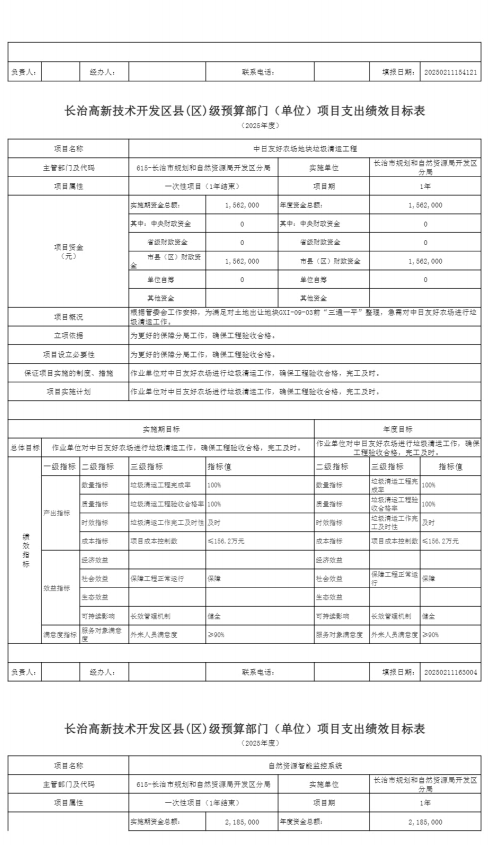 负责人： 经办人： 联系电话： 填报日期： 20250211154121
长治高新技术开发区县(区)级预算部门（单位）项目支出绩效目标表
（2025年度）
项目名称 中日友好农场地块垃圾清运工程
主管部门及代码 615-长治市规划和自然资源局开发区分局 实施单位 长治市规划和自然资源局开发区分局
项目属性 一次性项目（1年结束） 项目期 1年
项目资金（元） 实施期资金总额： 1,562,000 年度资金总额： 1,562,000
其中：中央财政资金 0 其中：中央财政资金 0
省级财政资金 0 省级财政资金 0
市县（区）财政资金 1,562,000 市县（区）财政资金 1,562,000
单位自筹 0 单位自筹 0
其他资金 其他资金
项目概况 根据管委会工作安排，为满足对土地出让地块GXI-09-03前“三通一平”整理，急需对中日友好农场进行垃圾清运工作。
立项依据 为更好的保障分局工作，确保工程验收合格。
项目设立必要性 为更好的保障分局工作，确保工程验收合格。
保证项目实施的制度、措施 作业单位对中日友好农场进行垃圾清运工作，确保工程验收合格，完工及时。
项目实施计划 作业单位对中日友好农场进行垃圾清运工作，确保工程验收合格，完工及时。
实施期目标 年度目标
总体目标 作业单位对中日友好农场进行垃圾清运工作，确保工程验收合格，完工及时。 作业单位对中日友好农场进行垃圾清运工作，确保工程验收合格，完工及时。
绩效指标 一级指标 二级指标 三级指标 指标值 二级指标 三级指标 指标值
产出指标 数量指标 垃圾清运工程完成率 100% 数量指标 垃圾清运工程完成率 100%
质量指标 垃圾清运工程验收合格率 100% 质量指标 垃圾清运工程验收合格率 100%
时效指标 垃圾清运工作完工及时性 及时 时效指标 垃圾清运工作完工及时性 及时
成本指标 项目成本控制数 ≤156.2万元 成本指标 项目成本控制数 ≤156.2万元
效益指标 经济效益 经济效益
社会效益 保障工程正常运行 保障 社会效益 保障工程正常运行 保障
生态效益 生态效益
可持续影响 长效管理机制 健全 可持续影响 长效管理机制 健全
满意度指标 服务对象满意度 外来人员满意度 ≥90% 服务对象满意度 外来人员满意度 ≥90%
负责人： 经办人： 联系电话： 填报日期： 20250211163004
长治高新技术开发区县(区)级预算部门（单位）项目支出绩效目标表
（2025年度）
项目名称 自然资源智能监控系统
主管部门及代码 615-长治市规划和自然资源局开发区分局 实施单位 长治市规划和自然资源局开发区分局
项目属性 一次性项目（1年结束） 项目期 1年
实施期资金总额： 2,185,000 年度资金总额： 2,185,000